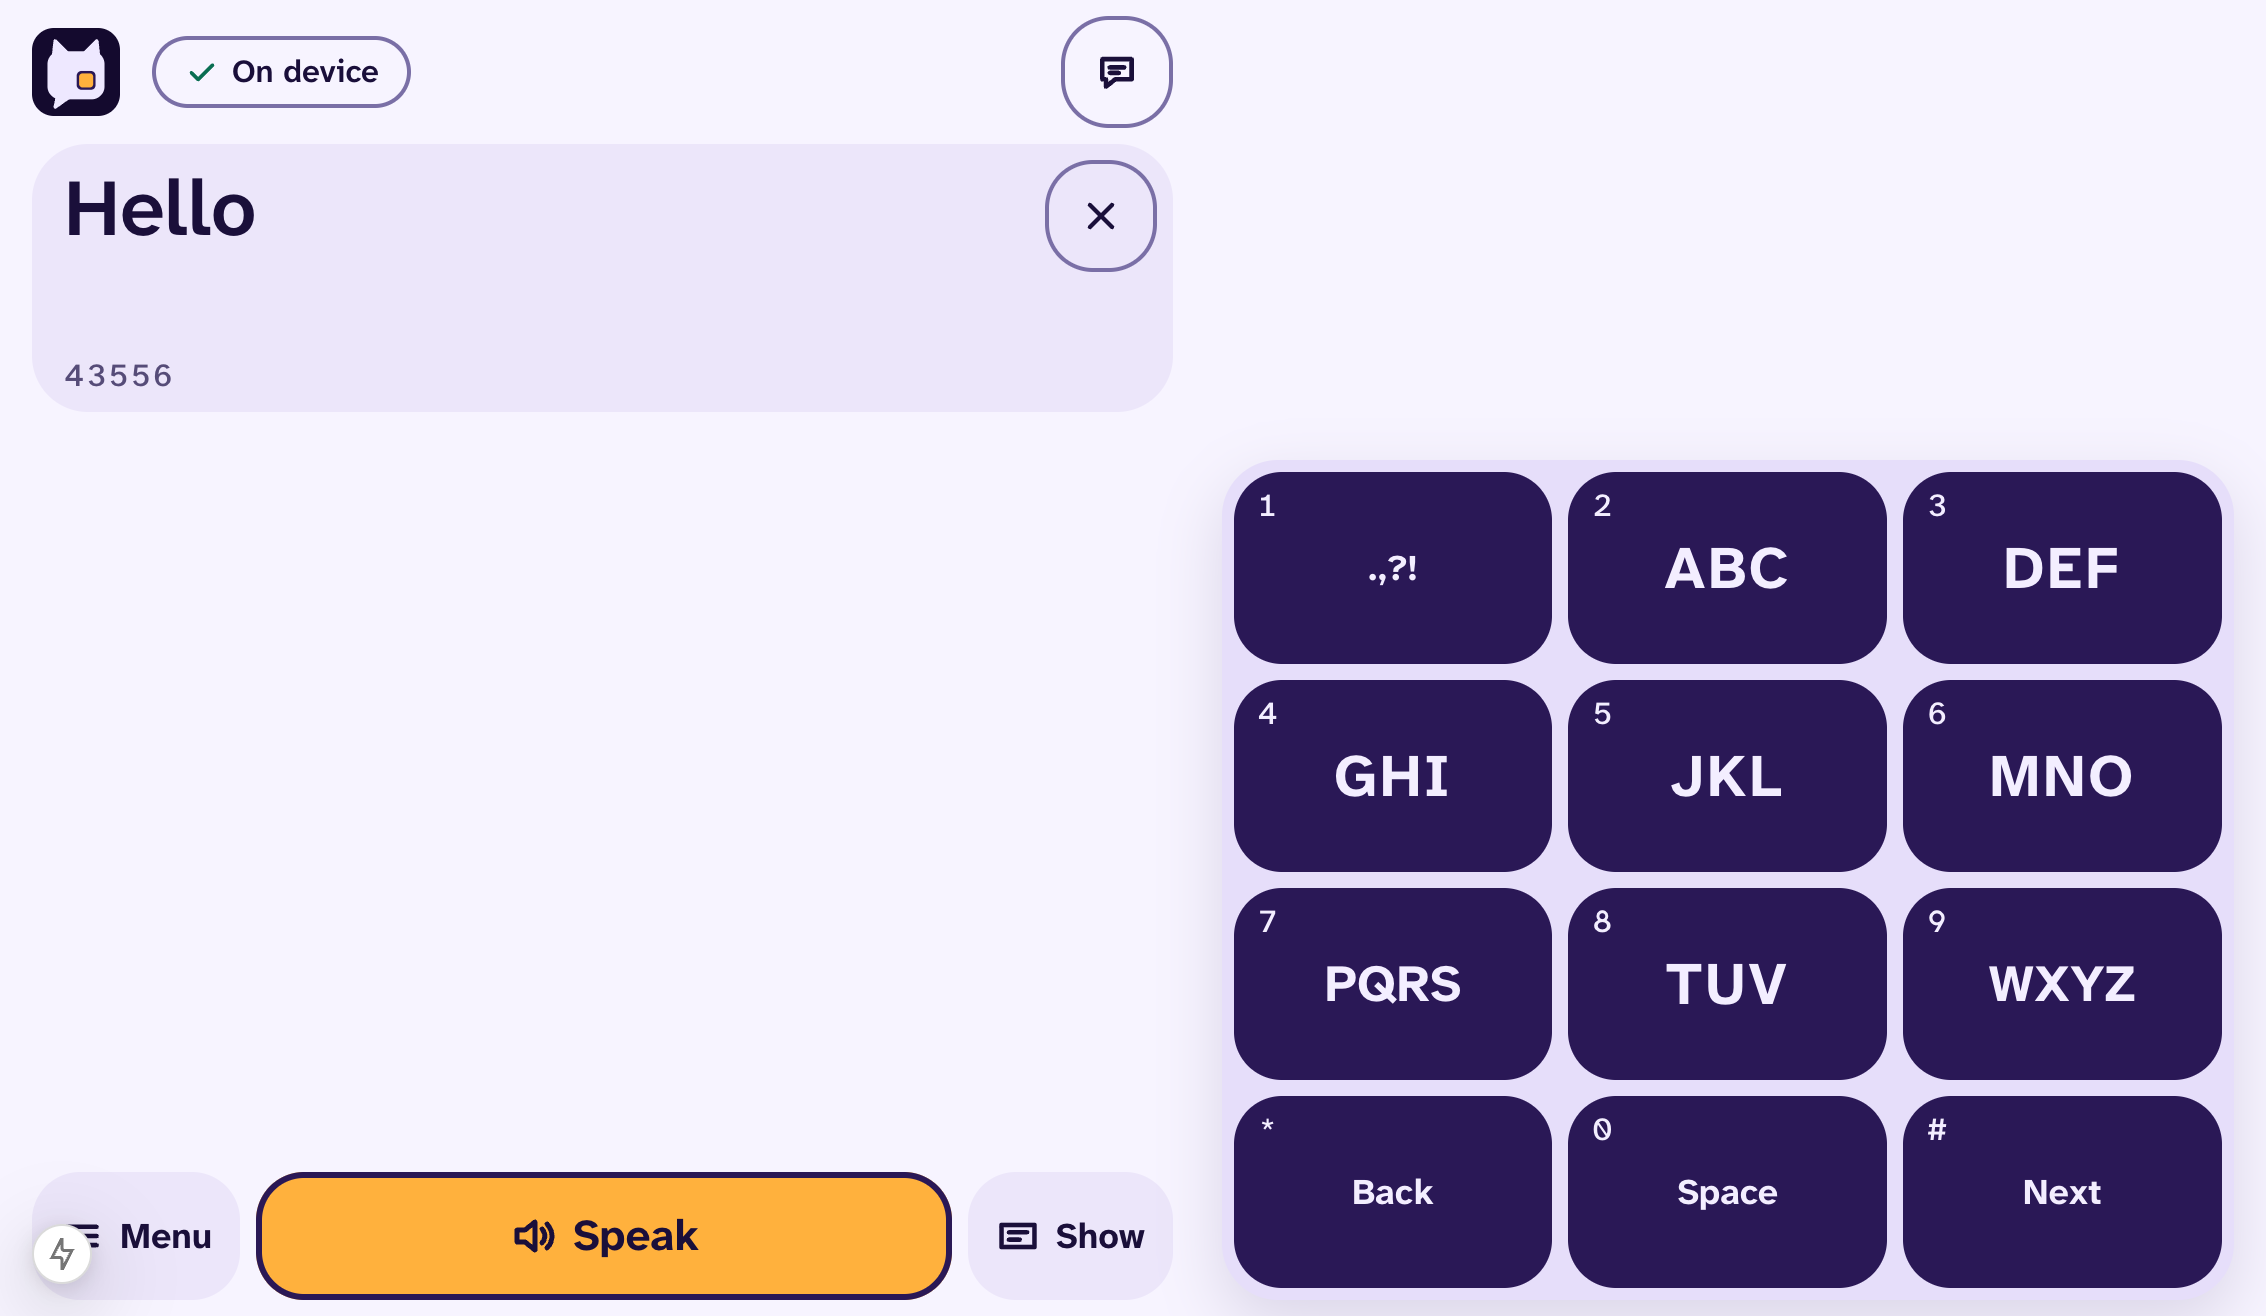 On device
Hello
43556
Menu
Speak
Show
1
.,?!
2
ABC
3
DEF
4
GHI
5
JKL
6
MNO
7
PQRS
8
TUV
9
WXYZ
*
Back
0
Space
#
Next